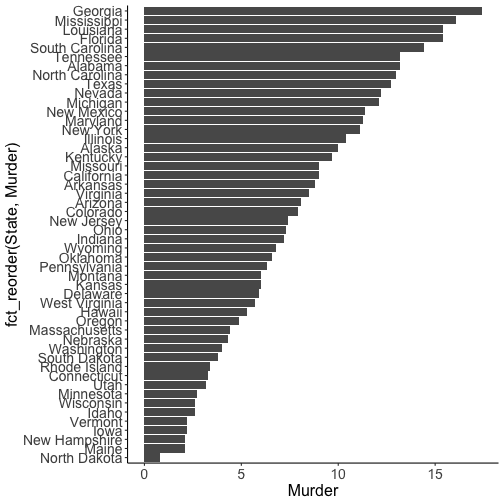 Georgia
Mississippi
Louisiana
Florida
South Carolina
Tennessee
Alabama
North Carolina
Texas
Nevada
Michigan
New Mexico
Maryland
New York
Illinois
Alaska
Kentucky
Missouri
California
Arkansas
Virginia
Arizona
Colorado
New Jersey
Ohio
Indiana
Wyoming
Oklahoma
Pennsylvania
Montana
Kansas
Delaware
West Virginia
Hawaii
Oregon
Massachusetts
Nebraska
Washington
South Dakota
Rhode Island
Connecticut
Utah
Minnesota
Wisconsin
Idaho
Vermont
Iowa
New Hampshire
Maine
North Dakota
fct_reorder(State, Murder)
0 5 10 15
Murder